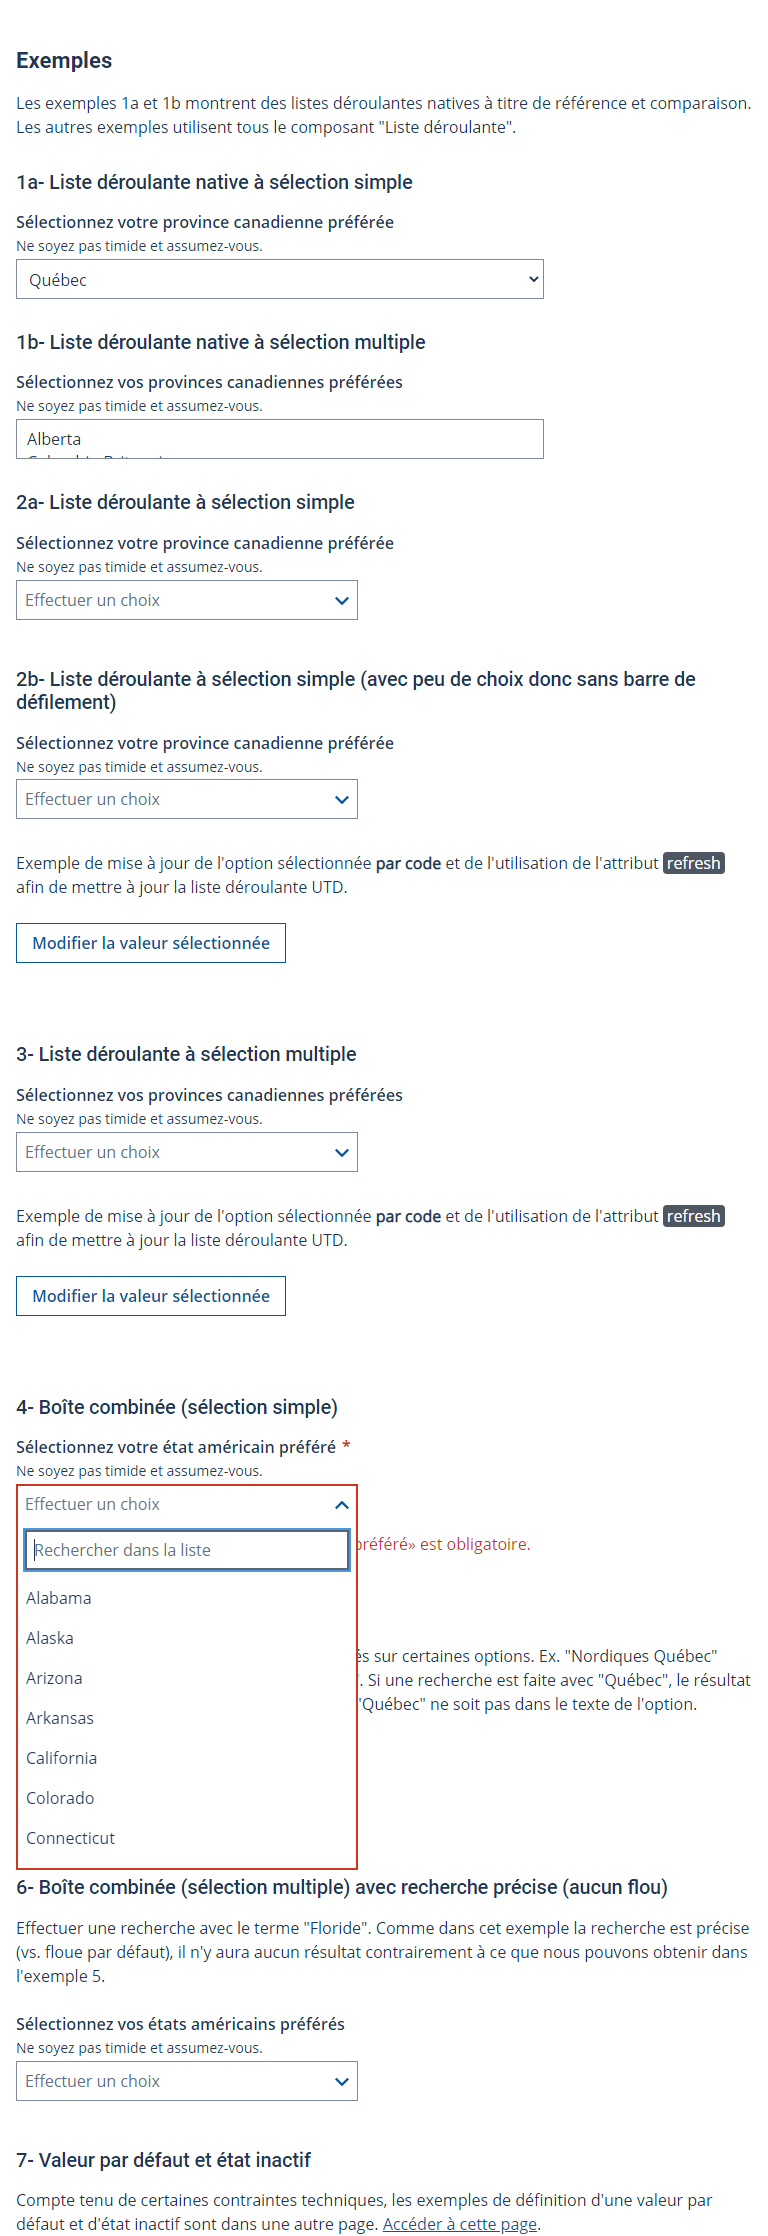 Exemples
Les exemples 1a et 1b montrent des listes déroulantes natives à titre de référence et comparaison.
Les autres exemples utilisent tous le composant "Liste déroulante".
1a- Liste déroulante native à sélection simple
Sélectionnez votre province canadienne préférée
Ne soyez pas timide et assumez-vous.
Québec
1b- Liste déroulante native à sélection multiple
Sélectionnez vos provinces canadiennes préférées
Ne soyez pas timide et assumez-vous.
Alberta
2a- Liste déroulante à sélection simple
Sélectionnez votre province canadienne préférée
Ne soyez pas timide et assumez-vous.
Effectuer un choix
2b- Liste déroulante à sélection simple (avec peu de choix donc sans barre de
défilement)
Sélectionnez votre province canadienne préférée
Ne soyez pas timide et assumez-vous.
Effectuer un choix
Exemple de mise à jour de l'option sélectionnée par code et de l'utilisation de l'attribut refresh
afin de mettre à jour la liste déroulante UTD.
Modifier la valeur sélectionnée
3- Liste déroulante à sélection multiple
Sélectionnez vos provinces canadiennes préférées
Ne soyez pas timide et assumez-vous.
Effectuer un choix
Exemple de mise à jour de l'option sélectionnée par code et de l'utilisation de l'attribut refresh
afin de mettre à jour la liste déroulante UTD.
Modifier la valeur sélectionnée
4- Boîte combinée (sélection simple)
Sélectionnez votre état américain préféré *
Ne soyez pas timide et assumez-vous.
Effectuer un choix
préféré» est obligatoire.
Rechercher dans la liste
Alabama
Alaska
és sur certaines options. Ex. "Nordiques Québec"
Arizona
". Si une recherche est faite avec "Québec", le résultat
"Québec" ne soit pas dans le texte de l'option.
Arkansas
California
Colorado
Connecticut
6- Boîte combinée (sélection multiple) avec recherche précise (aucun flou)
Effectuer une recherche avec le terme "Floride". Comme dans cet exemple la recherche est précise
(vs. floue par défaut), il n'y aura aucun résultat contrairement à ce que nous pouvons obtenir dans
l'exemple 5.
Sélectionnez vos états américains préférés
Ne soyez pas timide et assumez-vous.
Effectuer un choix
7- Valeur par défaut et état inactif
Compte tenu de certaines contraintes techniques, les exemples de définition d'une valeur par
défaut et d'état inactif sont dans une autre page. Accéder à cette page.